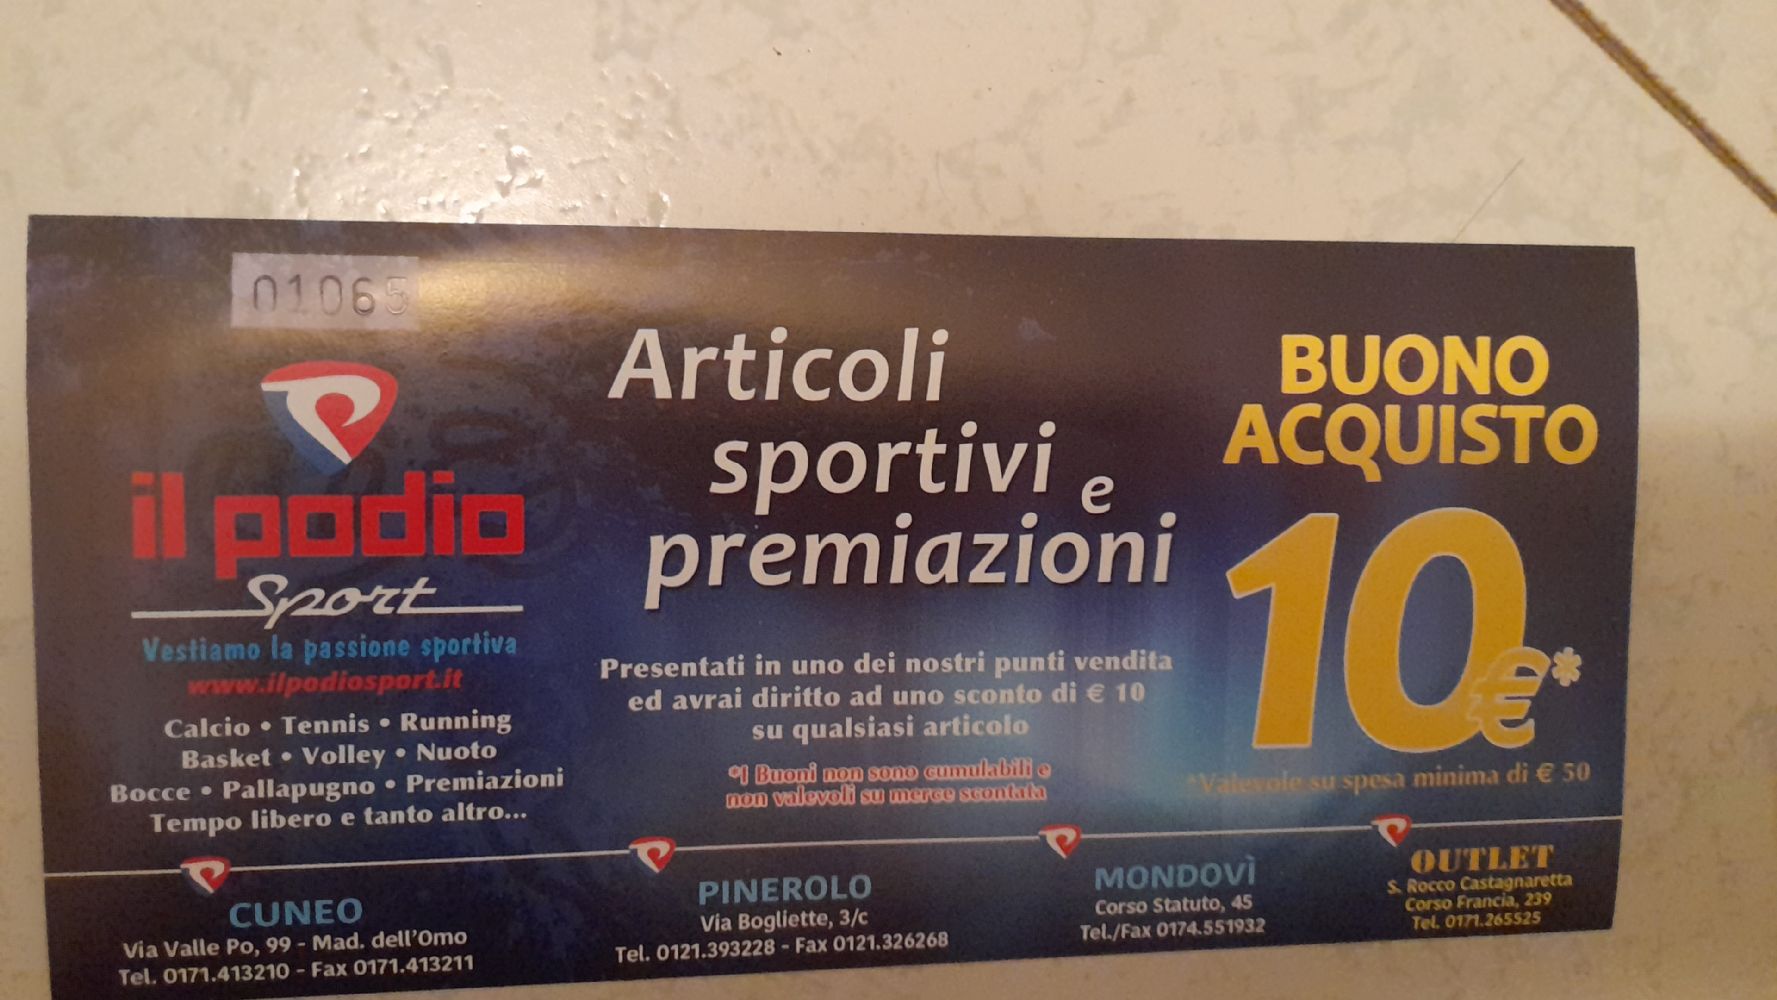 01065
il podio
Sport
Vestiamo la passione sportiva
www.ilpodiosport.it
Calcio • Tennis • Running
Basket • Volley • Nuoto
Bocce • Pallapugno • Premiazioni
Tempo libero e tanto altro...
Articoli
sportivi e
premiazioni
Presentati in uno dei nostri punti vendita
ed avrai diritto ad uno sconto di € 10
su qualsiasi articolo
*I Buoni non sono cumulabili e
non valevoli su merce scontata
BUONO
ACQUISTO
10€*
*Valevole su spesa minima di € 50
CUNEO
Via Valle Po, 99 - Mad. dell'Omo
Tel. 0171.413210 - Fax 0171.413211
PINEROLO
Via Bogliette, 3/c
Tel. 0121.393228 - Fax 0121.326268
MONDOVÌ
Corso Statuto, 45
Tel./Fax 0174.551932
OUTLET
S. Rocco Castagnaretta
Corso Francia, 239
Tel. 0171.265525